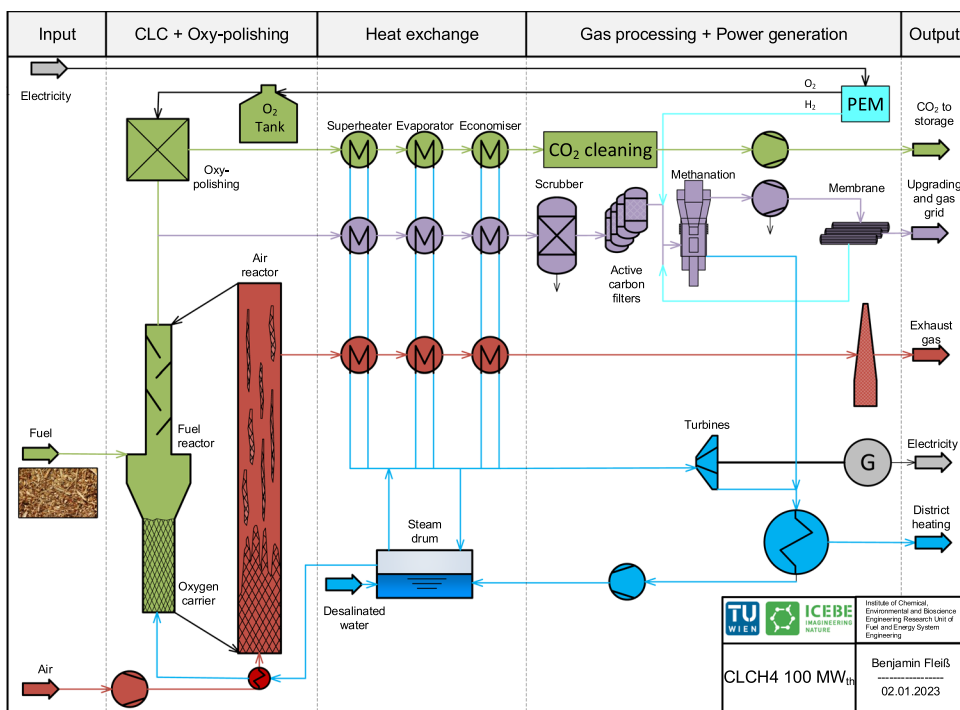 Input
CLC + Oxy-polishing
Heat exchange
Gas processing + Power generation
Output
Electricity
O2
Tank
O2
H2
PEM
CO2 to
storage
Superheater
Evaporator
Economiser
CO2 cleaning
Oxy-
polishing
Scrubber
Methanation
Membrane
Upgrading
and gas
grid
Air
reactor
Active
carbon
filters
Exhaust
gas
Fuel
Fuel
reactor
Turbines
G
Electricity
District
heating
Steam
drum
Oxygen
carrier
Desalinated
water
Air
TU
WIEN
ICEBE
IMAGINEERING
NATURE
Institute of Chemical,
Environmental and Bioscience
Engineering Research Unit of
Fuel and Energy System
Engineering
CLCH4 100 MWth
Benjamin Fleiß
----------------
02.01.2023